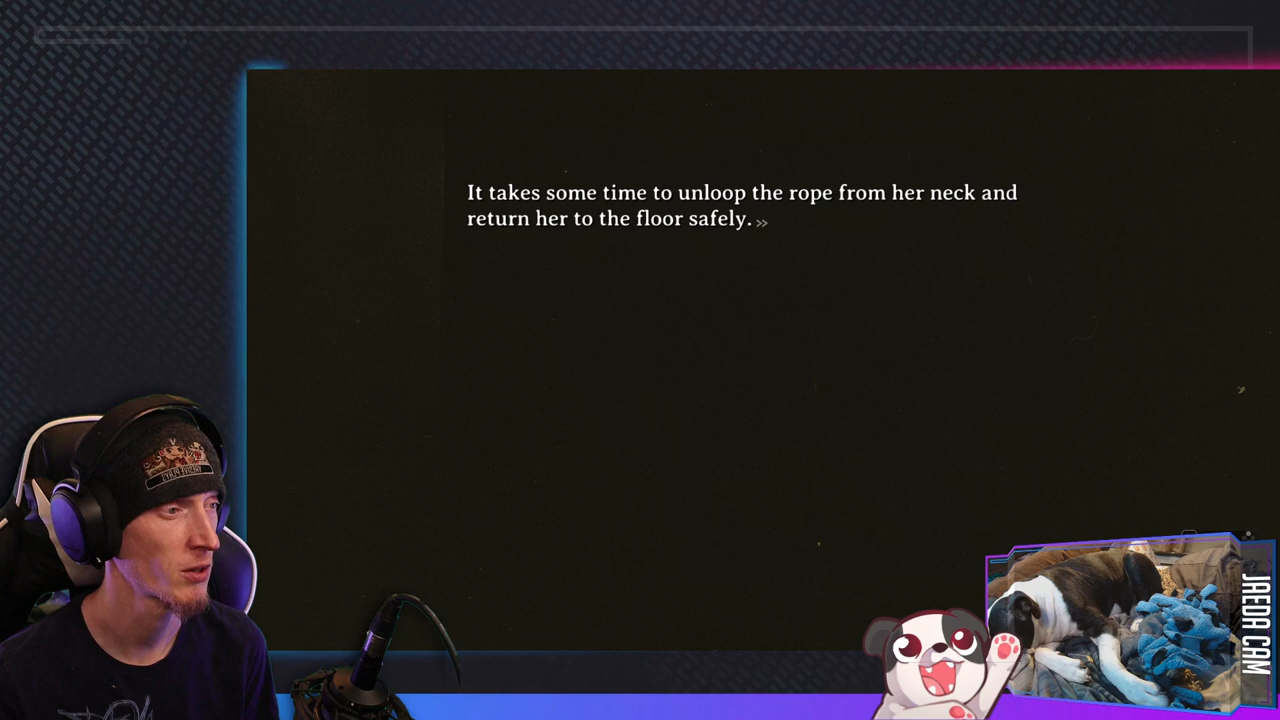 It takes some time to unloop the rope from her neck and
return her to the floor safely. »
JAEDA CAM